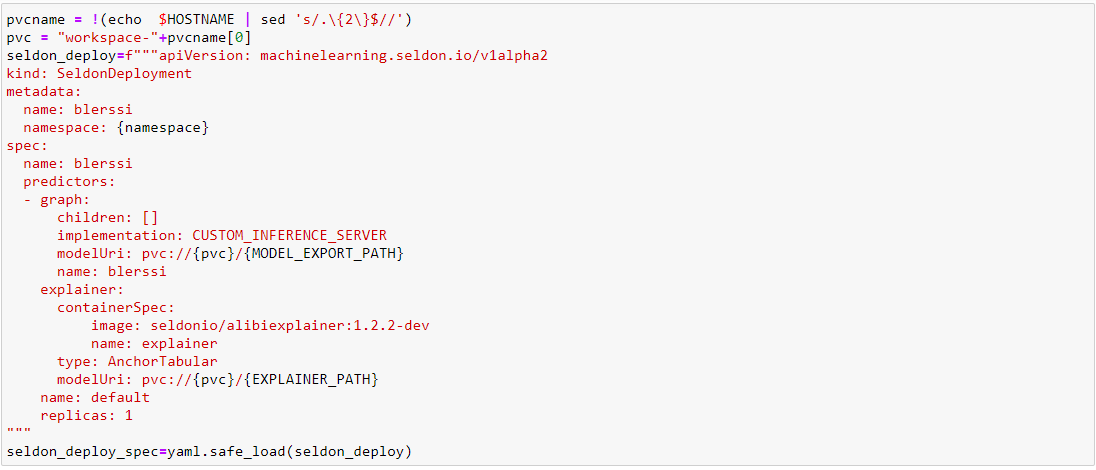 pvcname = !(echo  $HOSTNAME | sed 's/.\{2\}$//')
pvc = "workspace-"+pvcname[0]
seldon_deploy=f"""apiVersion: machinelearning.seldon.io/v1alpha2
kind: SeldonDeployment
metadata:
  name: blerssi
  namespace: {namespace}
spec:
  name: blerssi
  predictors:
  - graph:
      children: []
      implementation: CUSTOM_INFERENCE_SERVER
      modelUri: pvc://{pvc}/{MODEL_EXPORT_PATH}
      name: blerssi
    explainer:
      containerSpec:
          image: seldonio/alibiexplainer:1.2.2-dev
          name: explainer
      type: AnchorTabular
      modelUri: pvc://{pvc}/{EXPLAINER_PATH}
    name: default
    replicas: 1
"""
seldon_deploy_spec=yaml.safe_load(seldon_deploy)